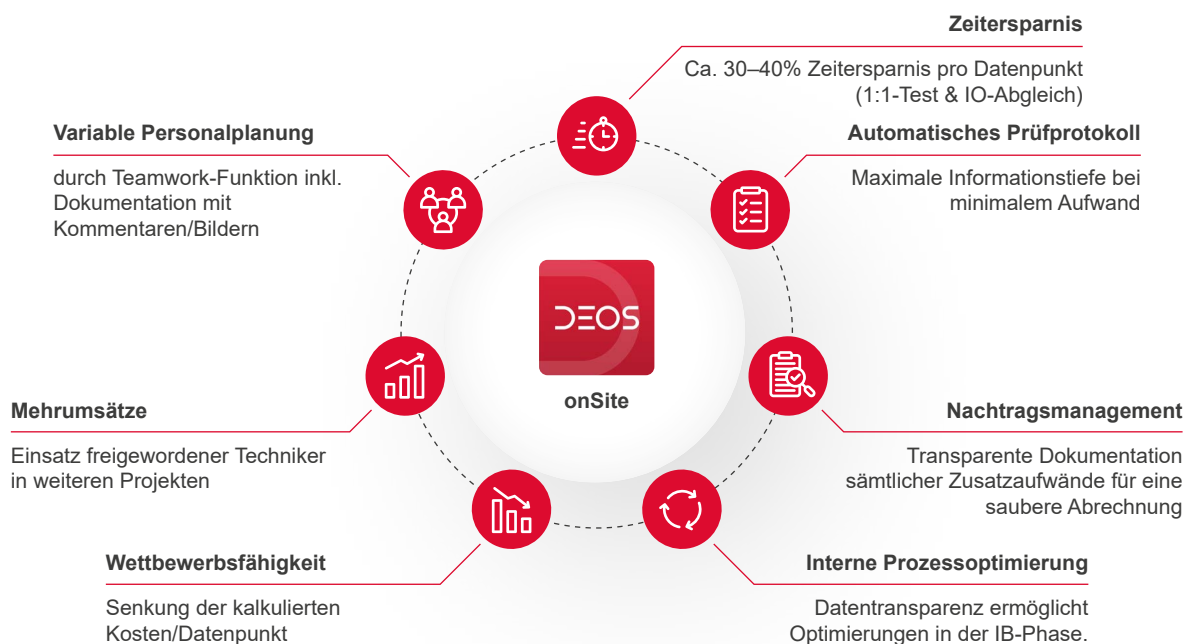 Zeitersparnis
Ca. 30–40% Zeitersparnis pro Datenpunkt
(1:1-Test & IO-Abgleich)
Automatisches Prüfprotokoll
Maximale Informationstiefe bei
minimalem Aufwand
Nachtragsmanagement
Transparente Dokumentation
sämtlicher Zusatzaufwände für eine
saubere Abrechnung
Interne Prozessoptimierung
Datentransparenz ermöglicht
Optimierungen in der IB-Phase.
Wettbewerbsfähigkeit
Senkung der kalkulierten
Kosten/Datenpunkt
Mehrumsätze
Einsatz freigewordener Techniker
in weiteren Projekten
Variable Personalplanung
durch Teamwork-Funktion inkl.
Dokumentation mit
Kommentaren/Bildern
DEOS
onSite